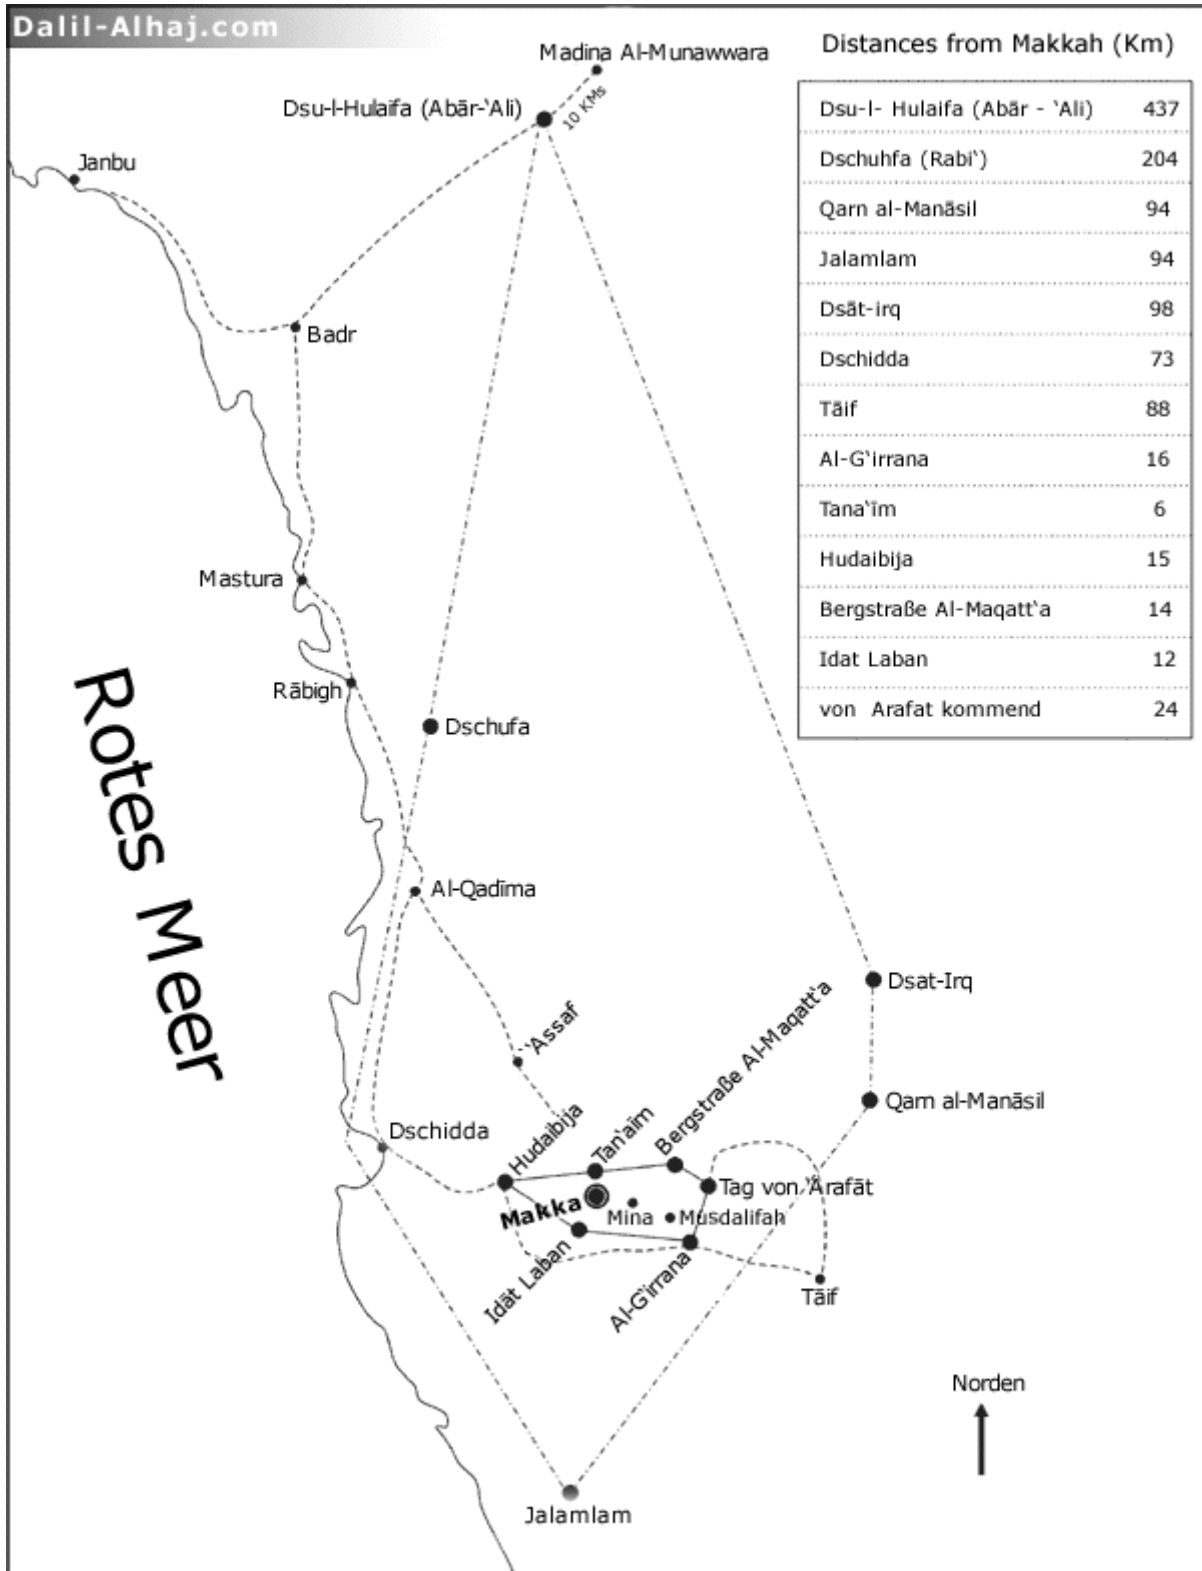 Dalil-Alhaj.com
Distances from Makkah (Km)
Dsu-l- Hulaifa (Abār - ‘Ali) 437
Dschuhfa (Rabi‘) 204
Qarn al-Manāsil 94
Jalamlam 94
Dsāt-irq 98
Dschidda 73
Tāif 88
Al-G‘irrana 16
Tana‘īm 6
Hudaibija 15
Bergstraße Al-Maqatt‘a 14
Idat Laban 12
von Arafat kommend 24
Madina Al-Munawwara
10 KMs
Dsu-l-Hulaifa (Abār-‘Ali)
Janbu
Badr
Mastura
Rābigh
Dschufa
Rotes Meer
Al-Qadīma
Dsat-Irq
-‘Assaf
Bergstraße Al-Maqatt‘a
Qarn al-Manāsil
Dschidda
Hudaibija
Tan‘aim
Tag von ‘Arafāt
Makka
Mina
Musdalifah
Idāt Laban
Al-G‘irrana
Tāif
Norden
Jalamlam